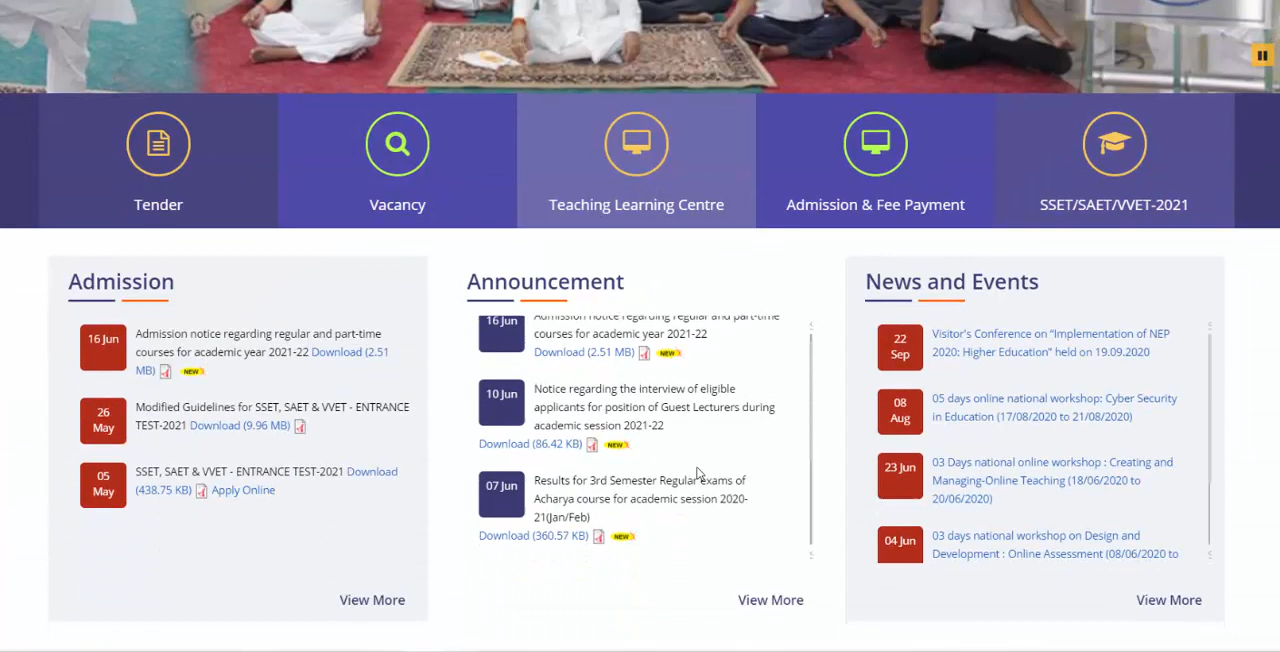 Tender
Vacancy
Teaching Learning Centre
Admission & Fee Payment
SSET/SAET/VVET-2021
Admission
16 Jun
Admission notice regarding regular and part-time
courses for academic year 2021-22 Download (2.51
MB) NEW
26
May
Modified Guidelines for SSET, SAET & VVET - ENTRANCE
TEST-2021 Download (9.96 MB)
05
May
SSET, SAET & VVET - ENTRANCE TEST-2021 Download
(438.75 KB) Apply Online
View More
Announcement
16 Jun
Admission notice regarding regular and part-time
courses for academic year 2021-22
Download (2.51 MB) NEW
10 Jun
Notice regarding the interview of eligible
applicants for position of Guest Lecturers during
academic session 2021-22
Download (86.42 KB) NEW
07 Jun
Results for 3rd Semester Regular exams of
Acharya course for academic session 2020-
21(Jan/Feb)
Download (360.57 KB) NEW
View More
News and Events
22
Sep
Visitor's Conference on “Implementation of NEP
2020: Higher Education” held on 19.09.2020
08
Aug
05 days online national workshop: Cyber Security
in Education (17/08/2020 to 21/08/2020)
23 Jun
03 Days national online workshop : Creating and
Managing-Online Teaching (18/06/2020 to
20/06/2020)
04 Jun
03 days national workshop on Design and
Development : Online Assessment (08/06/2020 to
View More